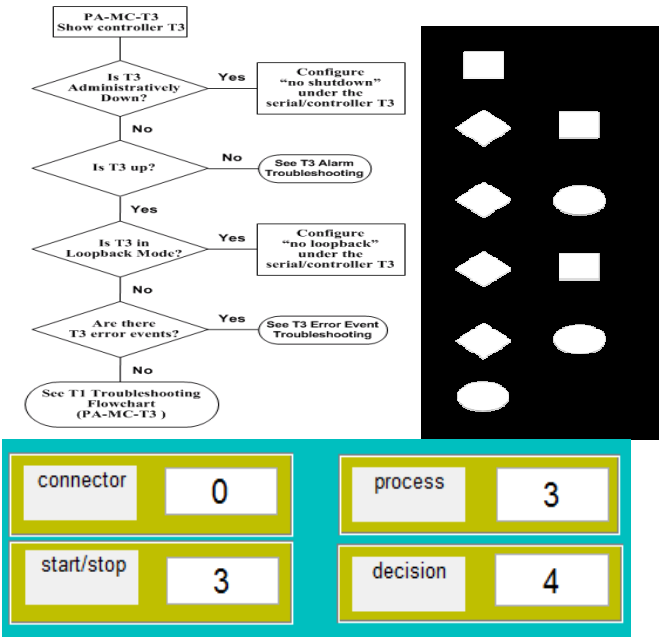 PA-MC-T3
Show controller T3
Is T3
Administratively
Down?
Yes
Configure
“no shutdown”
under the
serial/controller T3
No
Is T3 up?
No
See T3 Alarm
Troubleshooting
Yes
Is T3 in
Loopback Mode?
Yes
Configure
“no loopback”
under the
serial/controller T3
No
Are there
T3 error events?
Yes
See T3 Error Event
Troubleshooting
No
See T1 Troubleshooting
Flowchart
(PA-MC-T3 )
connector 0
process 3
start/stop 3
decision 4